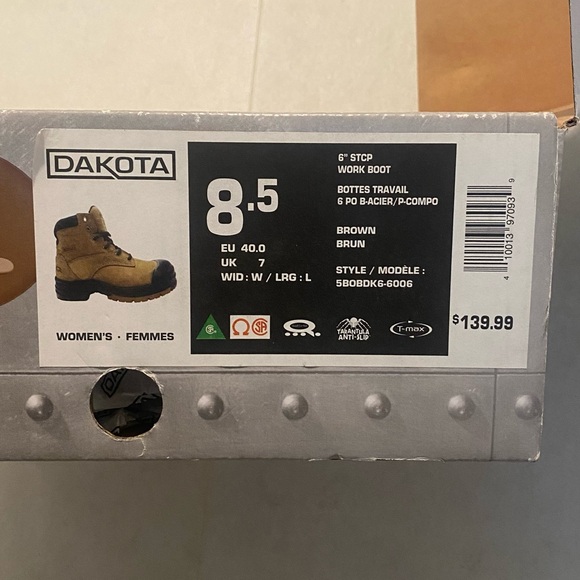 DAKOTA
WOMEN'S · FEMMES
8.5
EU 40.0
UK 7
WID : W / LRG : L
6" STCP
WORK BOOT
BOTTES TRAVAIL
6 PO B-ACIER/P-COMPO
BROWN
BRUN
STYLE / MODÈLE :
5BOBDK6-6006
TARANTULA
ANTI-SLIP
T-max
4 10013 97093 9
$139.99